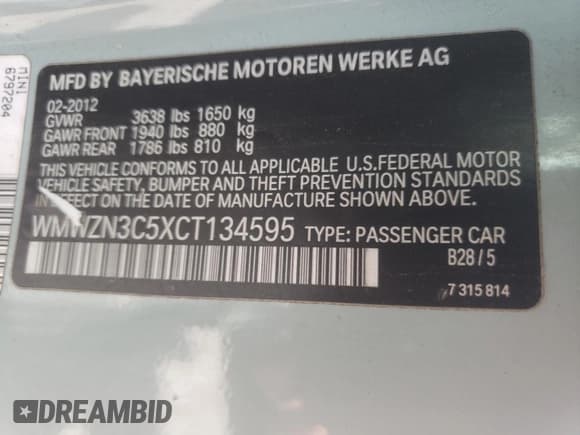 MINI
6797204
MFD BY BAYERISCHE MOTOREN WERKE AG
02-2012
GVWR 3638 lbs 1650 kg
GAWR FRONT 1940 lbs 880 kg
GAWR REAR 1786 lbs 810 kg
THIS VEHICLE CONFORMS TO ALL APPLICABLE U.S.FEDERAL MOTOR
VEHICLE SAFETY, BUMPER AND THEFT PREVENTION STANDARDS
IN EFFECT ON THE DATE OF MANUFACTURE SHOWN ABOVE.
WMWZN3C5XCT134595 TYPE: PASSENGER CAR
B28 / 5
7 315 814
DREAMBID